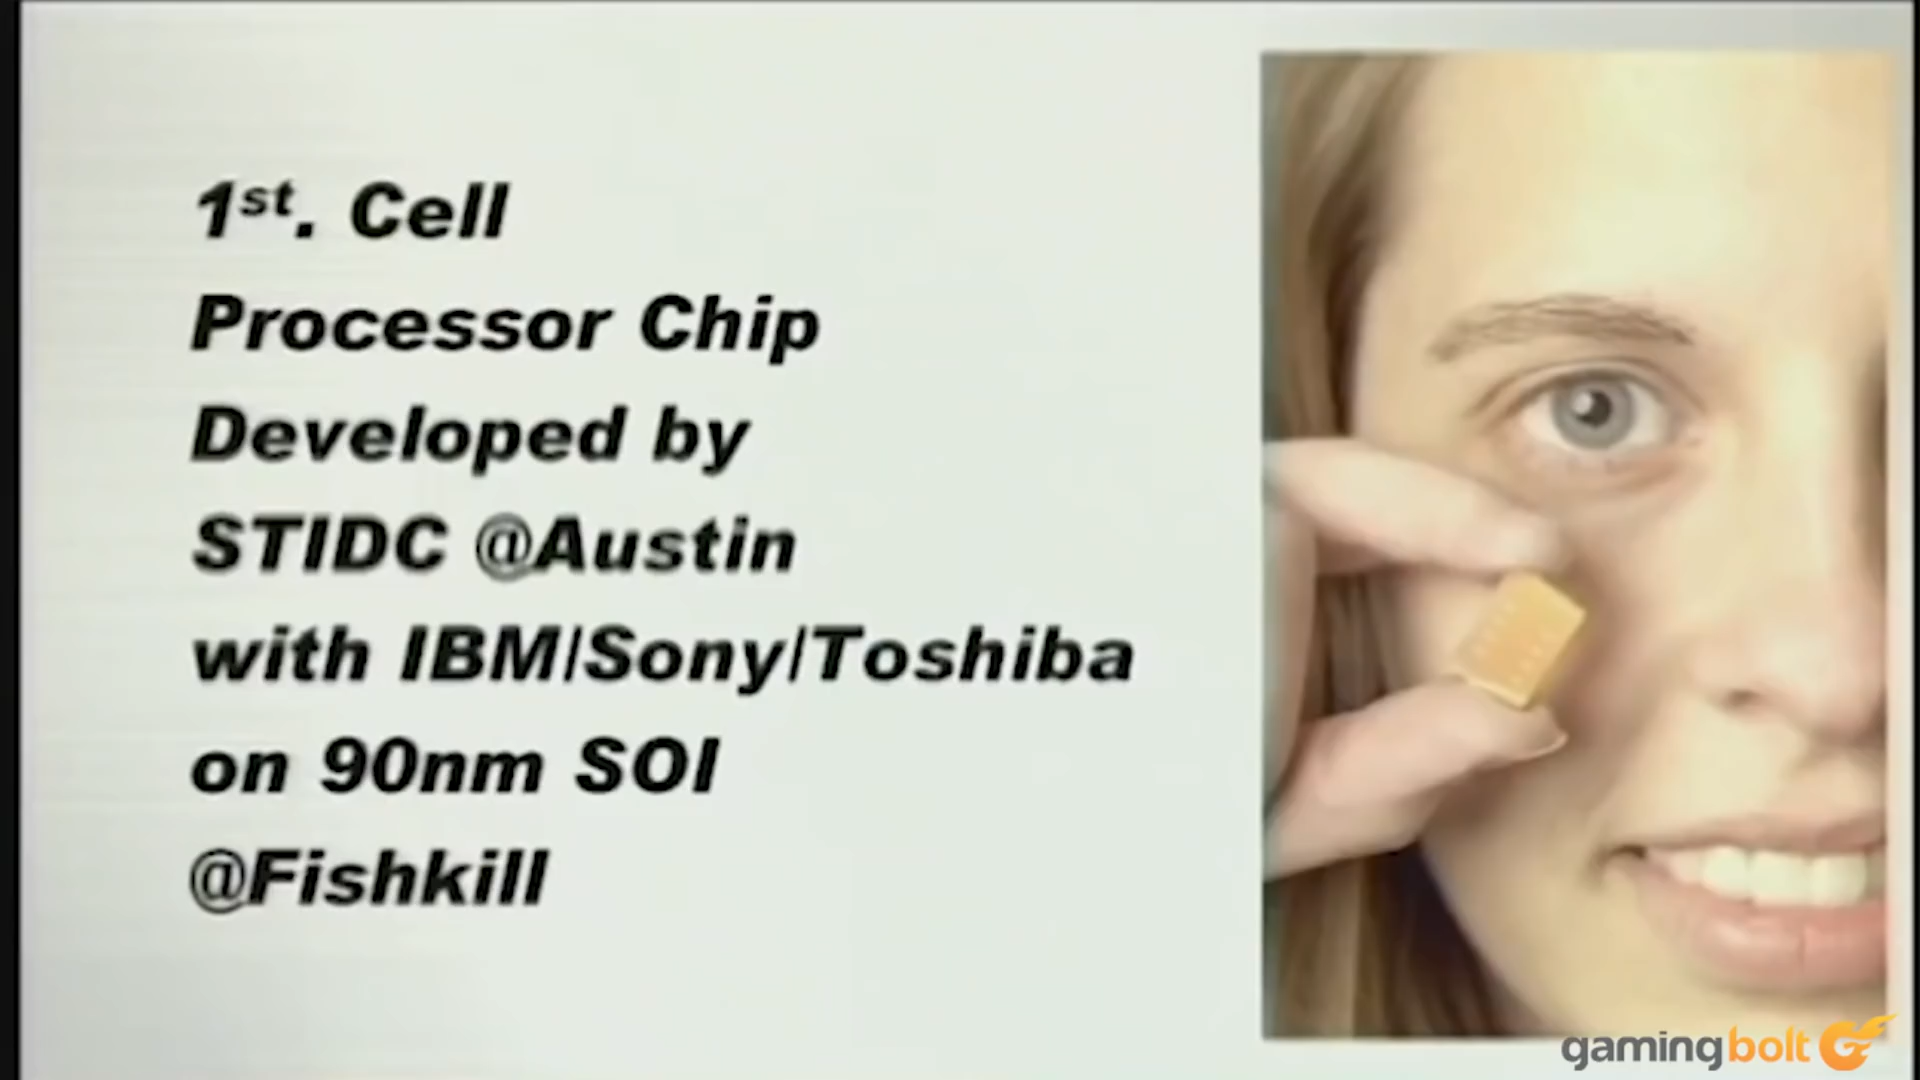 1st. Cell
Processor Chip
Developed by
STIDC @Austin
with IBM/Sony/Toshiba
on 90nm SOI
@Fishkill
gamingbolt